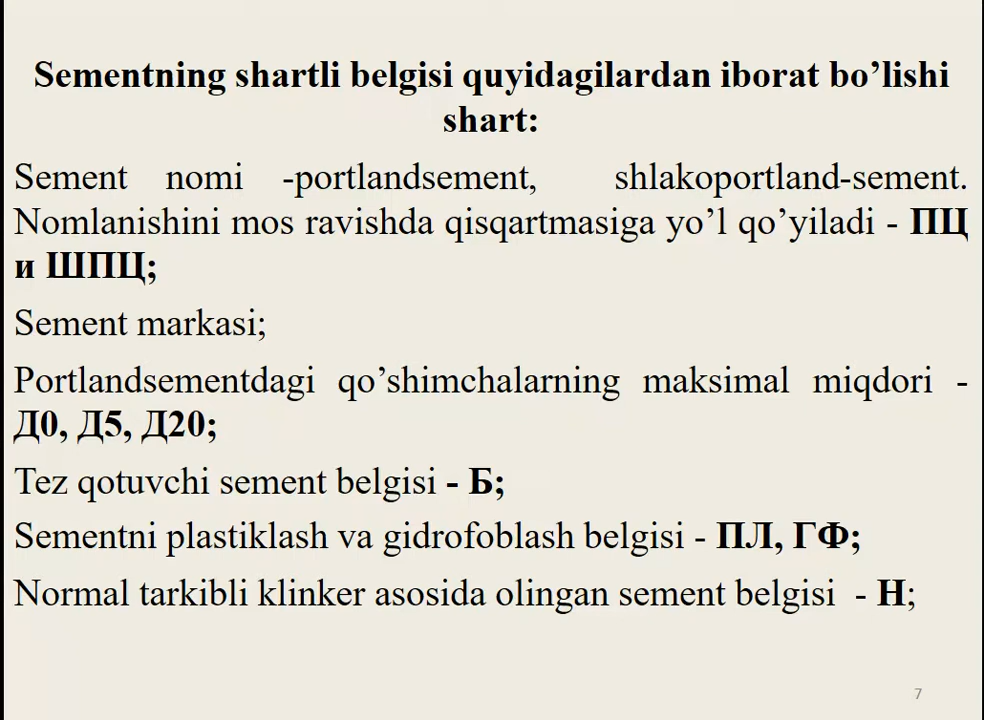 Sementning shartli belgisi quyidagilardan iborat bo’lishi
shart:
Sement nomi -portlandsement, shlakoportland-sement.
Nomlanishini mos ravishda qisqartmasiga yo’l qo’yiladi - ПЦ
и ШПЦ;
Sement markasi;
Portlandsementdagi qo’shimchalarning maksimal miqdori -
Д0, Д5, Д20;
Tez qotuvchi sement belgisi - Б;
Sementni plastiklash va gidrofoblash belgisi - ПЛ, ГФ;
Normal tarkibli klinker asosida olingan sement belgisi - Н;
7